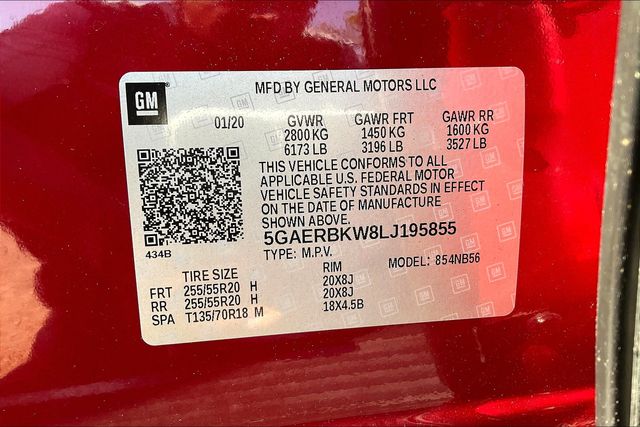 GM
MFD BY GENERAL MOTORS LLC
01/20 GVWR GAWR FRT GAWR RR
2800 KG 1450 KG 1600 KG
6173 LB 3196 LB 3527 LB
THIS VEHICLE CONFORMS TO ALL
APPLICABLE U.S. FEDERAL MOTOR
VEHICLE SAFETY STANDARDS IN EFFECT
ON THE DATE OF MANUFACTURE
SHOWN ABOVE.
434B
5GAERBKW8LJ195855
TYPE: M.P.V. MODEL: 854NB56
TIRE SIZE RIM
FRT 255/55R20 H 20X8J
RR 255/55R20 H 20X8J
SPA T135/70R18 M 18X4.5B